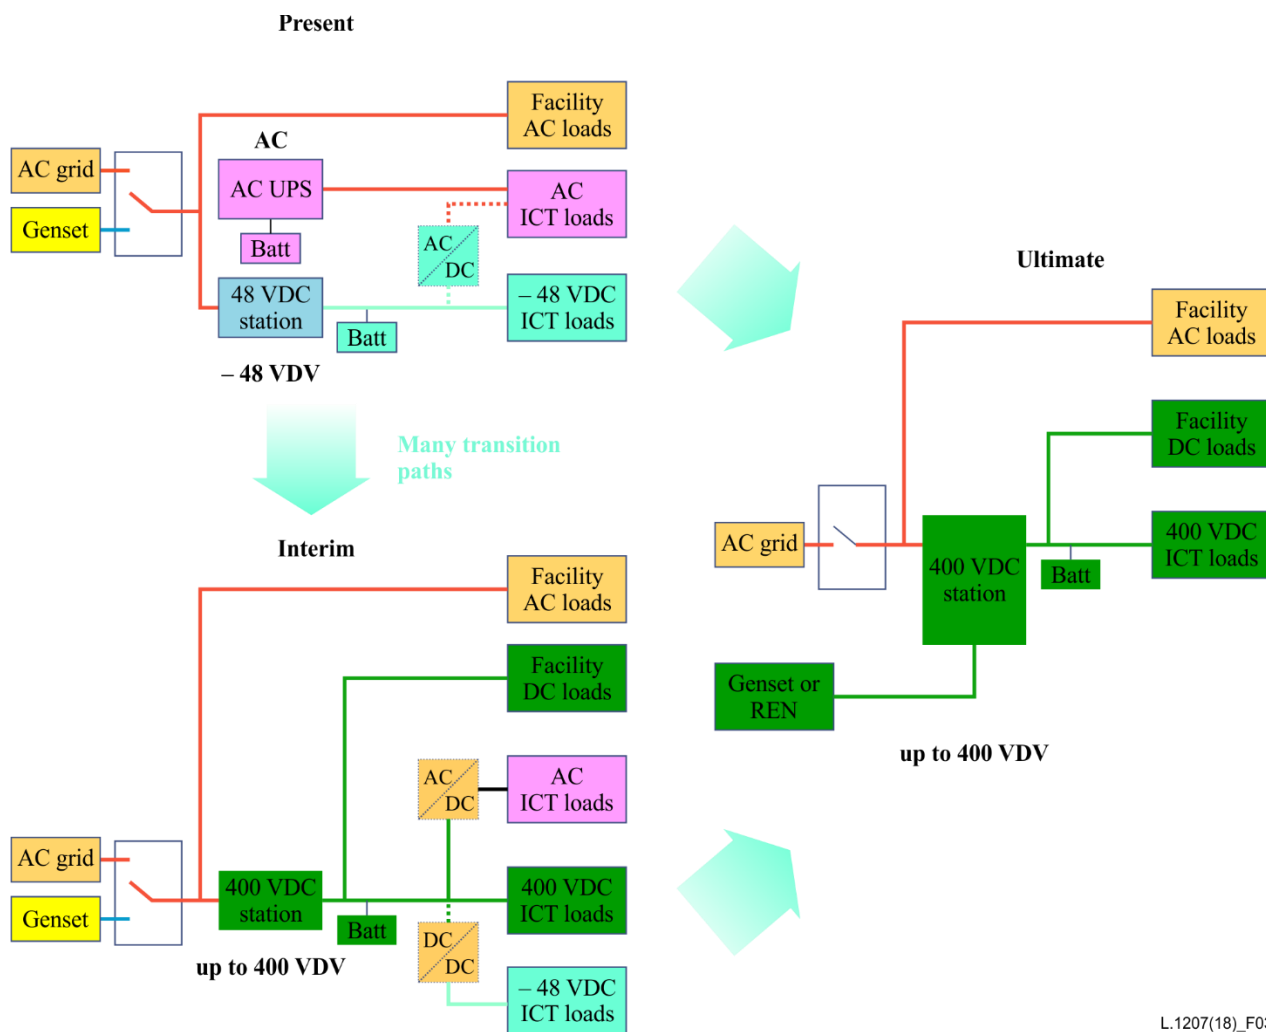 Present
Facility
AC loads
AC
AC grid
AC UPS
AC
ICT loads
Genset
Batt
AC
DC
48 VDC
station
– 48 VDC
ICT loads
Batt
– 48 VDV
Many transition
paths
Interim
Facility
AC loads
Facility
DC loads
AC
DC
AC
ICT loads
AC grid
Genset
400 VDC
station
Batt
400 VDC
ICT loads
up to 400 VDV
DC
DC
– 48 VDC
ICT loads
Ultimate
Facility
AC loads
Facility
DC loads
AC grid
400 VDC
station
Batt
400 VDC
ICT loads
Genset or
REN
up to 400 VDV
L.1207(18)_F03